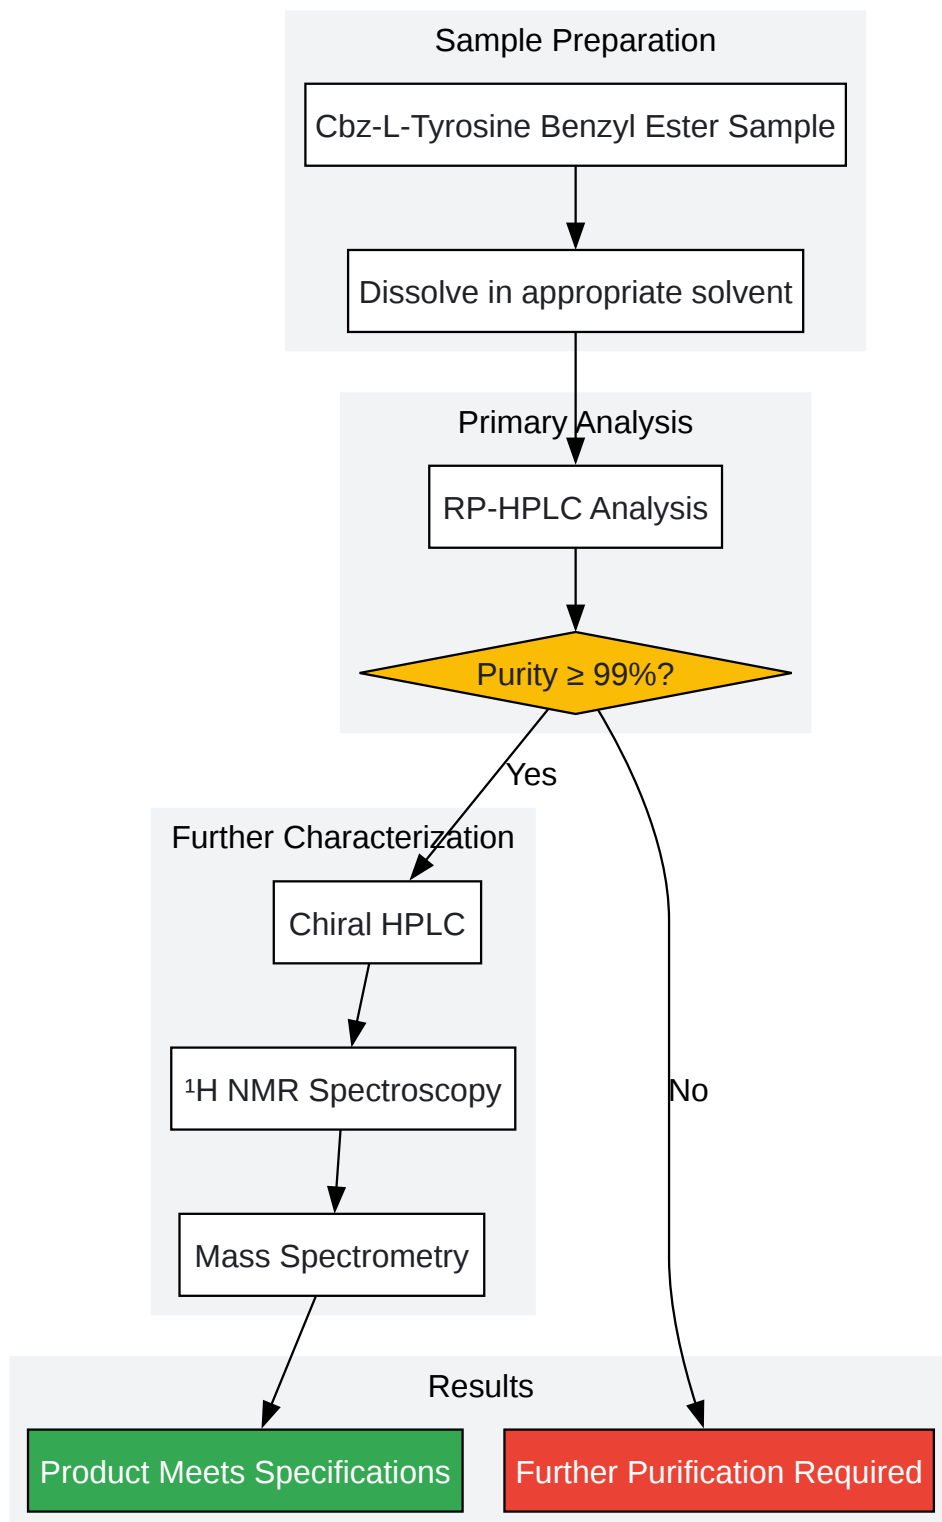 Sample Preparation
Cbz-L-Tyrosine Benzyl Ester Sample
Dissolve in appropriate solvent
Primary Analysis
RP-HPLC Analysis
Purity ≥ 99%?
Yes
Further Characterization
Chiral HPLC
¹H NMR Spectroscopy
No
Mass Spectrometry
Results
Product Meets Specifications
Further Purification Required